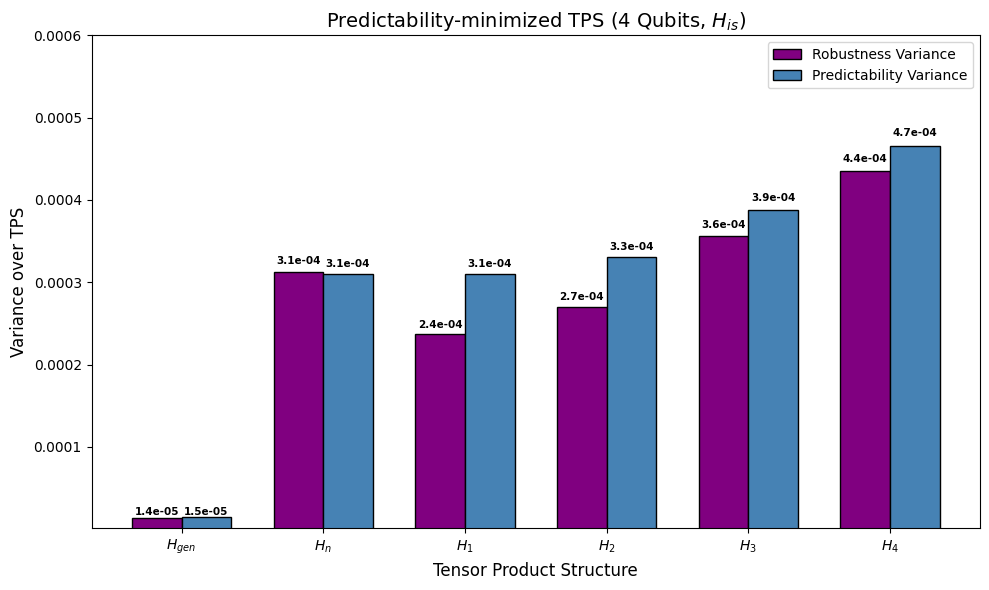 Predictability-minimized TPS (4 Qubits, H_is)
Robustness Variance
Predictability Variance
Variance over TPS
0.0006
0.0005
0.0004
0.0003
0.0002
0.0001
1.4e-05 1.5e-05
3.1e-04 3.1e-04
2.4e-04 3.1e-04
2.7e-04 3.3e-04
3.6e-04 3.9e-04
4.4e-04 4.7e-04
H_gen H_n H_1 H_2 H_3 H_4
Tensor Product Structure